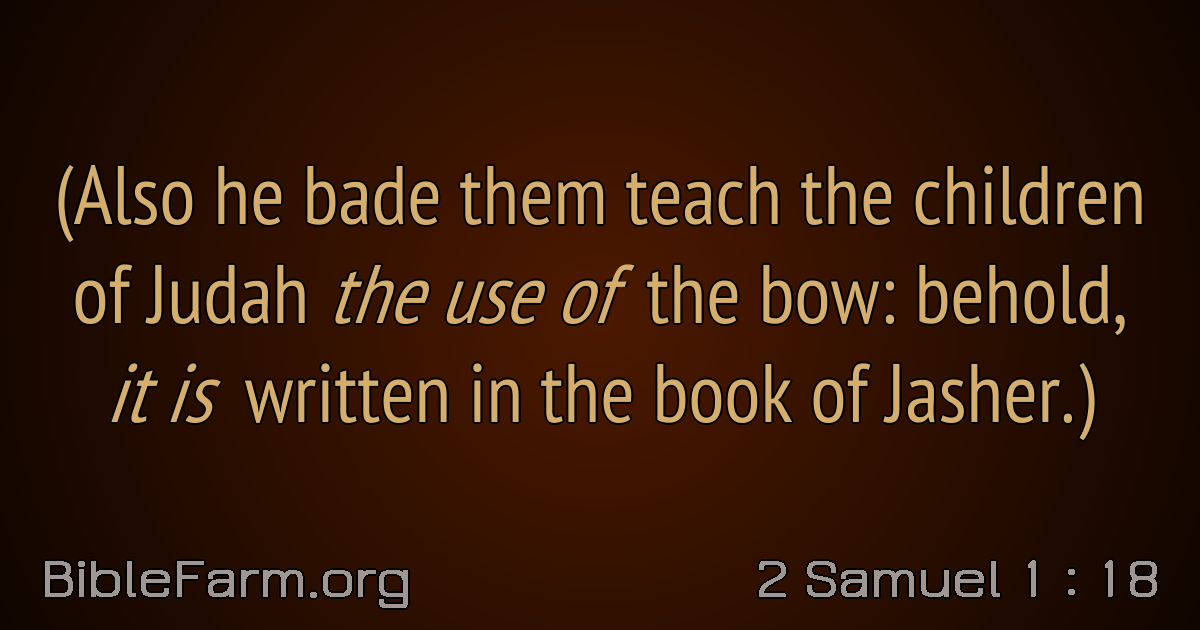 (Also he bade them teach the children
of Judah the use of the bow: behold,
it is written in the book of Jasher.)
BibleFarm.org
2 Samuel 1 : 18